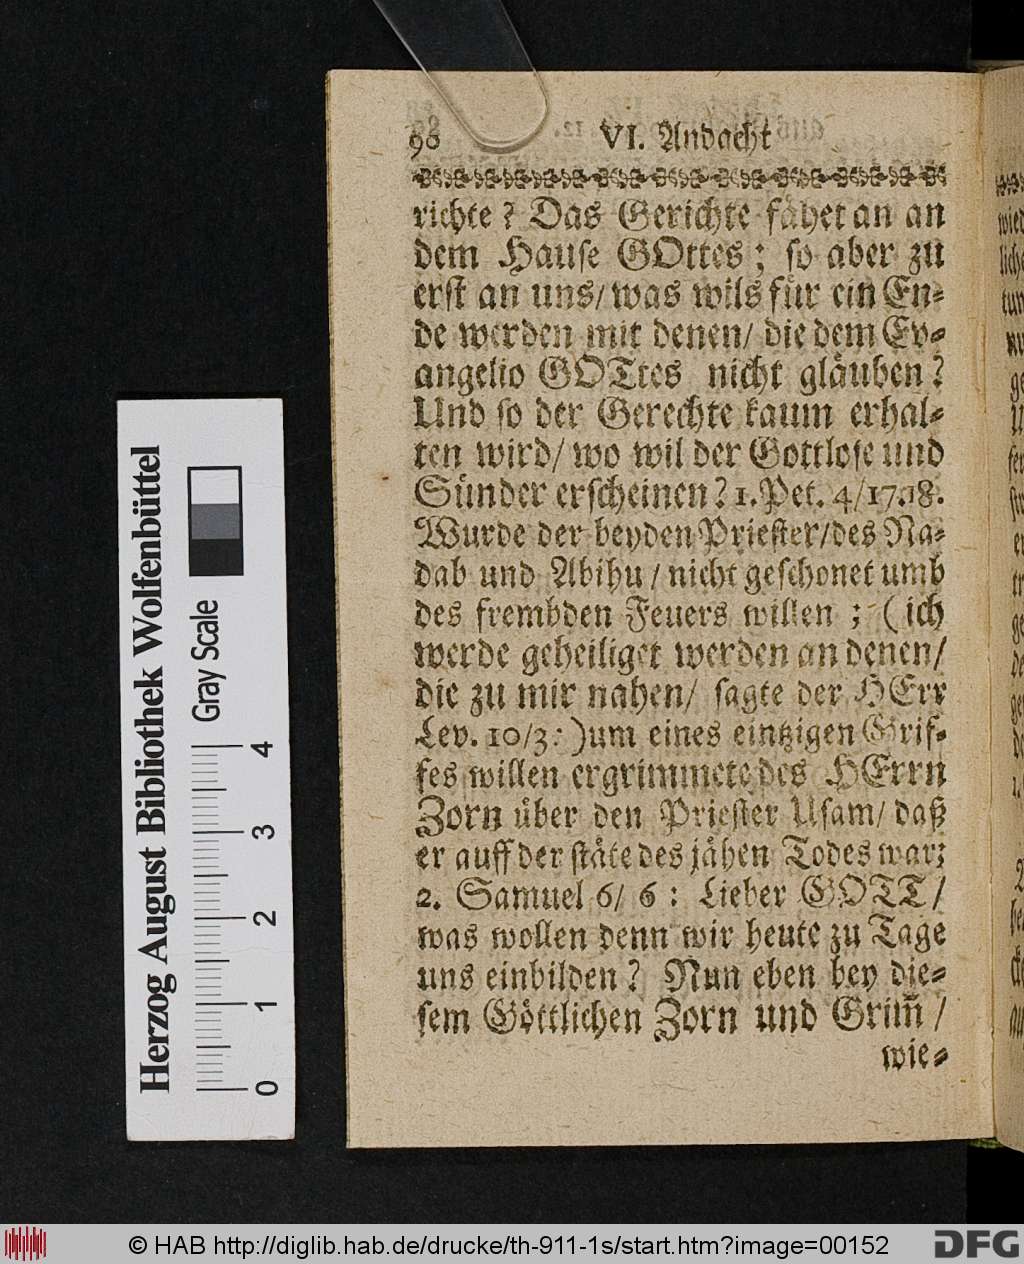 98 VI. Andacht
richte? Das Gerichte fähet an an
dem Hause GOttes; so aber zu
erst an uns/ was wils für ein En-
de werden mit denen/ die dem Ev-
angelio GOTtes nicht gläuben?
Und so der Gerechte kaum erhal-
ten wird/ wo wil der Gottlose und
Sünder erscheinen? 1. Pet. 4/17.18.
Wurde der beyden Priester/ des Na-
dab und Abihu/ nicht geschonet umb
des frembden Feuers willen; (ich
werde geheiliget werden an denen/
die zu mir nahen/ sagte der HErr
Lev. 10/3:) um eines eintzigen Grif-
fes willen ergrimmete des HErrn
Zorn über den Priester Usam/ daß
er auff der stäte des jähen Todes war;
2. Samuel 6/ 6: Lieber GOTT/
was wollen denn wir heute zu Tage
uns einbilden? Nun eben bey die-
sem Göttlichen Zorn und Grim̅/
wie-
Herzog August Bibliothek Wolfenbüttel
Gray Scale
0 1 2 3 4
© HAB http://diglib.hab.de/drucke/th-911-1s/start.htm?image=00152
DFG